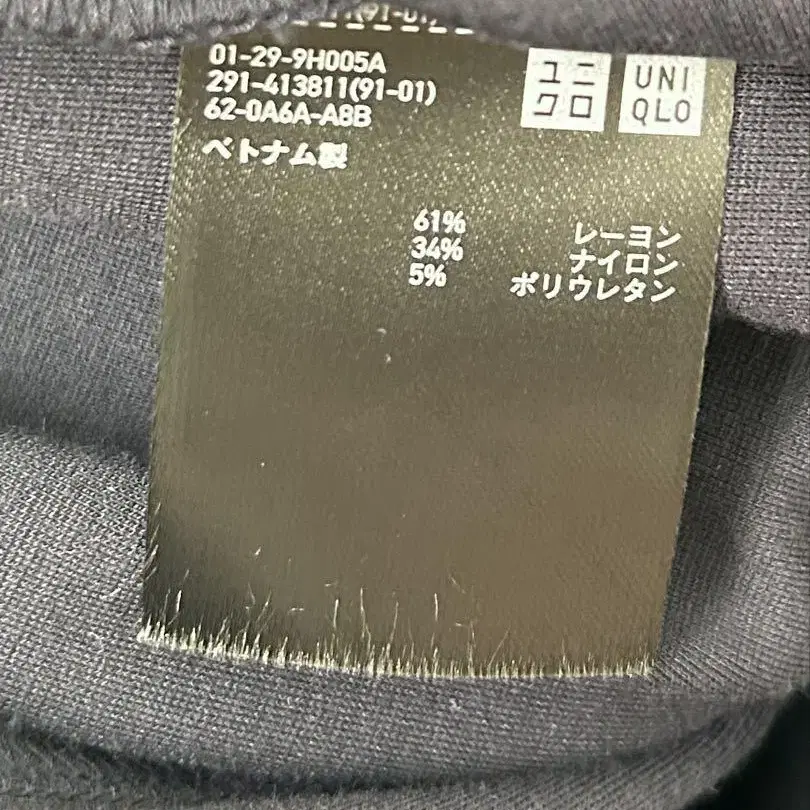 01-29-9H005A
291-413811(91-01)
62-0A6A-A8B
ユニ
クロ
UNI
QLO
ベトナム製
61% レーヨン
34% ナイロン
5% ポリウレタン